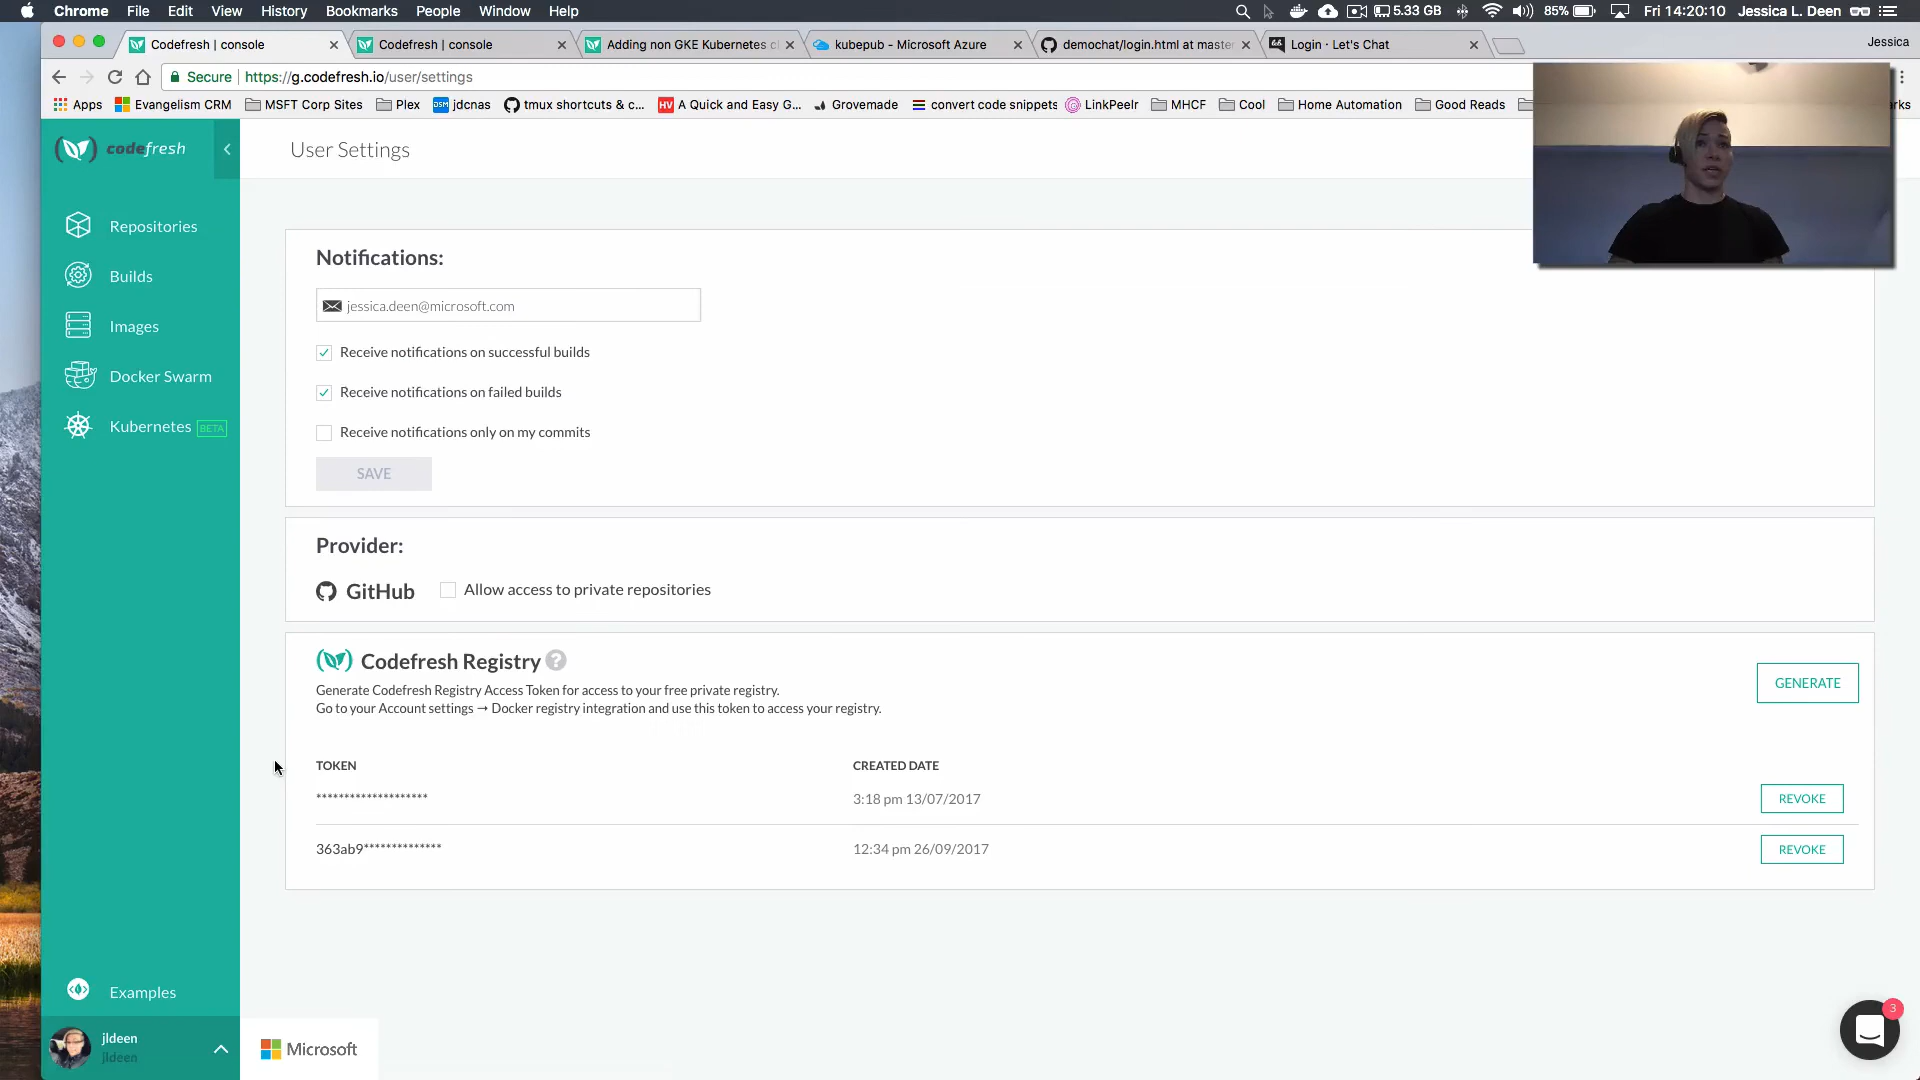 Chrome File Edit View History Bookmarks People Window Help 5.33 GB 85% Fri 14:20:10 Jessica L. Deen
Codefresh | console Codefresh | console Adding non GKE Kubernetes c kubepub - Microsoft Azure demochat/login.html at master Login · Let's Chat Jessica
Secure https://g.codefresh.io/user/settings
Apps Evangelism CRM MSFT Corp Sites Plex jdcnas tmux shortcuts & c... HV A Quick and Easy G... Grovemade convert code snippets LinkPeelr MHCF Cool Home Automation Good Reads rks
codefresh
User Settings
Repositories
Builds
Images
Docker Swarm
Kubernetes BETA
Examples
jldeen
jldeen
Notifications:
jessica.deen@microsoft.com
Receive notifications on successful builds
Receive notifications on failed builds
Receive notifications only on my commits
SAVE
Provider:
GitHub Allow access to private repositories
Codefresh Registry ?
Generate Codefresh Registry Access Token for access to your free private registry.
Go to your Account settings → Docker registry integration and use this token to access your registry.
GENERATE
TOKEN CREATED DATE
******************** 3:18 pm 13/07/2017 REVOKE
363ab9************** 12:34 pm 26/09/2017 REVOKE
Microsoft
3